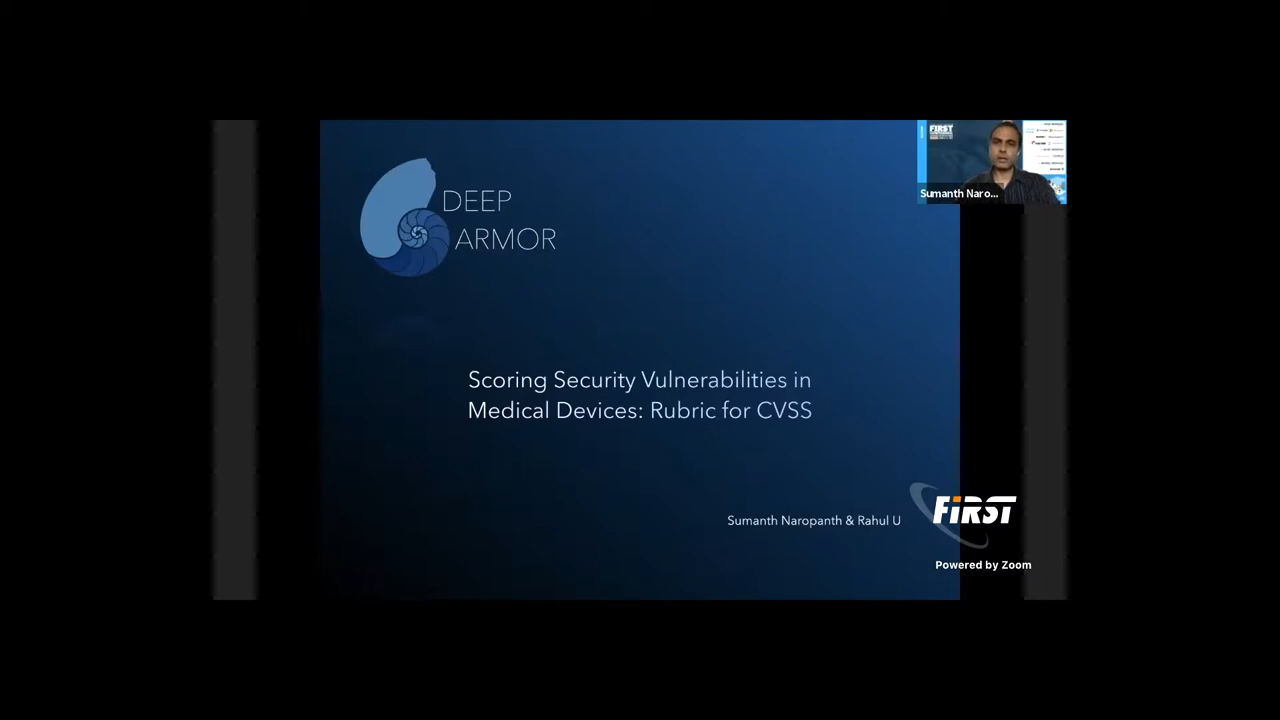 DEEP
ARMOR
FIRST
Sumanth Naro...
Scoring Security Vulnerabilities in
Medical Devices: Rubric for CVSS
Sumanth Naropanth & Rahul U
FiRST
Powered by Zoom